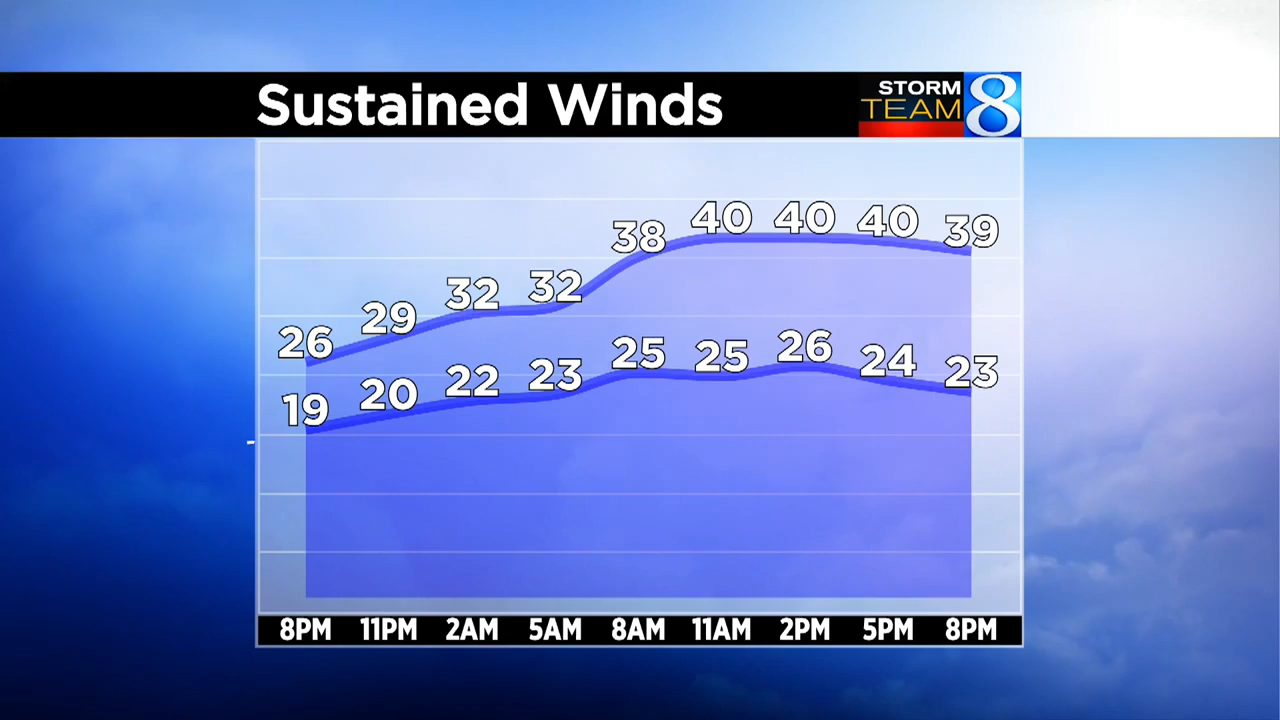 Sustained Winds
STORM
TEAM 8
40 40 40 39
38
32 32
29
26
25 25 26 24 23
22 23
20
19
8PM 11PM 2AM 5AM 8AM 11AM 2PM 5PM 8PM